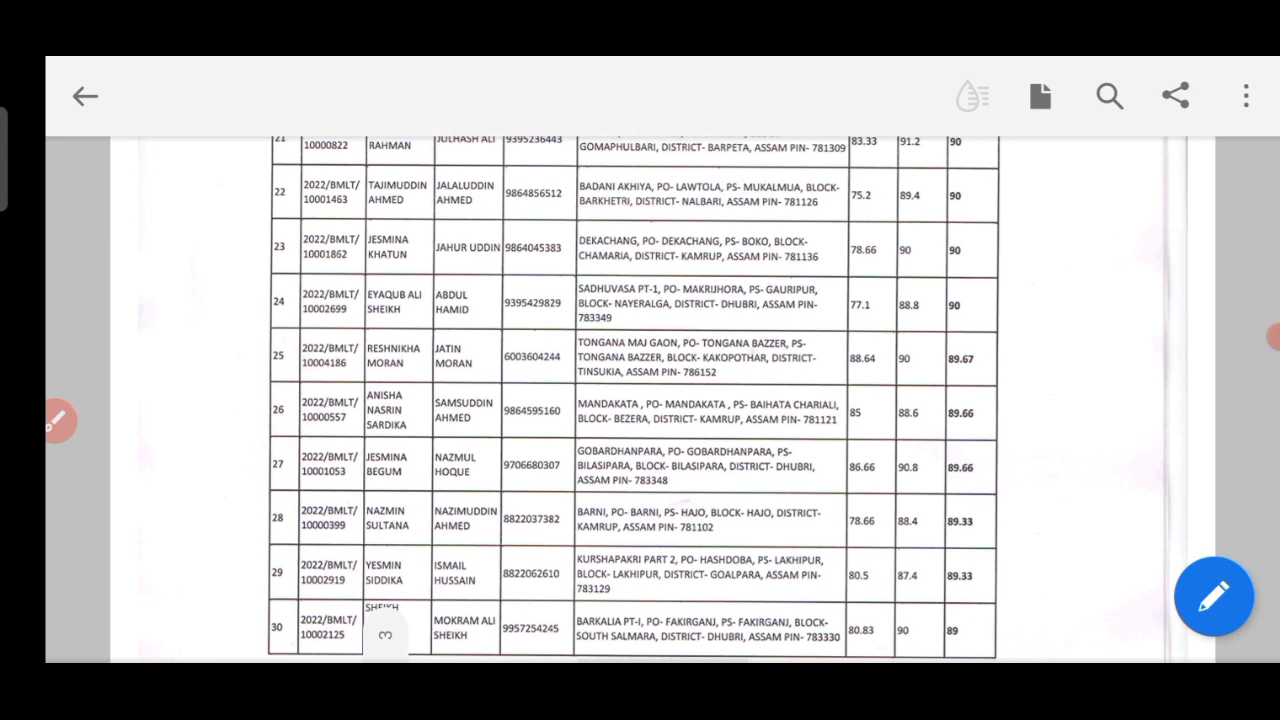 21 10000822 RAHMAN JULHASH ALI 9395236443 GOMAPHULBARI, DISTRICT- BARPETA, ASSAM PIN- 781309 83.33 91.2 90
22 2022/BMLT/ 10001463 TAJIMUDDIN AHMED JALALUDDIN AHMED 9864856512 BADANI AKHIYA, PO- LAWTOLA, PS- MUKALMUA, BLOCK- BARKHETRI, DISTRICT- NALBARI, ASSAM PIN- 781126 75.2 89.4 90
23 2022/BMLT/ 10001862 JESMINA KHATUN JAHUR UDDIN 9864045383 DEKACHANG, PO- DEKACHANG, PS- BOKO, BLOCK- CHAMARIA, DISTRICT- KAMRUP, ASSAM PIN- 781136 78.66 90 90
24 2022/BMLT/ 10002699 EYAQUB ALI SHEIKH ABDUL HAMID 9395429829 SADHUVASA PT-1, PO- MAKRIJHORA, PS- GAURIPUR, BLOCK- NAYERALGA, DISTRICT- DHUBRI, ASSAM PIN- 783349 77.1 88.8 90
25 2022/BMLT/ 10004186 RESHNIKHA MORAN JATIN MORAN 6003604244 TONGANA MAJ GAON, PO- TONGANA BAZZER, PS- TONGANA BAZZER, BLOCK- KAKOPOTHAR, DISTRICT- TINSUKIA, ASSAM PIN- 786152 88.64 90 89.67
26 2022/BMLT/ 10000557 ANISHA NASRIN SARDIKA SAMSUDDIN AHMED 9864595160 MANDAKATA , PO- MANDAKATA , PS- BAIHATA CHARIALI, BLOCK- BEZERA, DISTRICT- KAMRUP, ASSAM PIN- 781121 85 88.6 89.66
27 2022/BMLT/ 10001053 JESMINA BEGUM NAZMUL HOQUE 9706680307 GOBARDHANPARA, PO- GOBARDHANPARA, PS- BILASIPARA, BLOCK- BILASIPARA, DISTRICT- DHUBRI, ASSAM PIN- 783348 86.66 90.8 89.66
28 2022/BMLT/ 10000399 NAZMIN SULTANA NAZIMUDDIN AHMED 8822037382 BARNI, PO- BARNI, PS- HAJO, BLOCK- HAJO, DISTRICT- KAMRUP, ASSAM PIN- 781102 78.66 88.4 89.33
29 2022/BMLT/ 10002919 YESMIN SIDDIKA ISMAIL HUSSAIN 8822062610 KURSHAPAKRI PART 2, PO- HASHDOBA, PS- LAKHIPUR, BLOCK- LAKHIPUR, DISTRICT- GOALPARA, ASSAM PIN- 783129 80.5 87.4 89.33
30 2022/BMLT/ 10002125 SHEIKH MOKRAM ALI SHEIKH 9957254245 BARKALIA PT-I, PO- FAKIRGANJ, PS- FAKIRGANJ, BLOCK- SOUTH SALMARA, DISTRICT- DHUBRI, ASSAM PIN- 783330 80.83 90 89
3